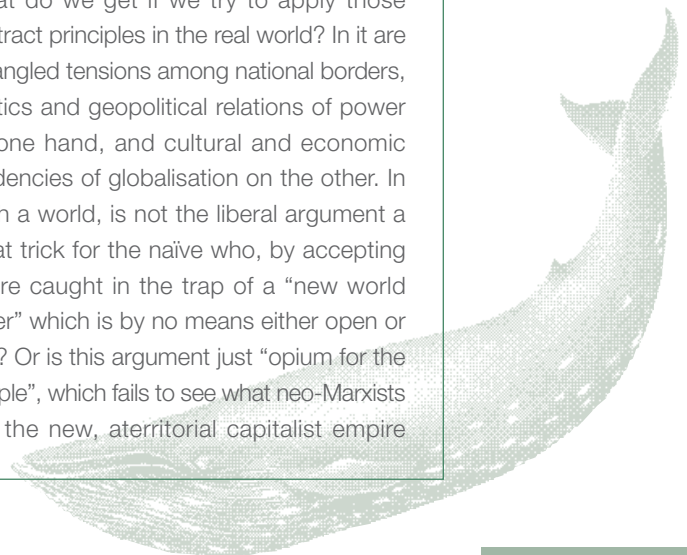 at do we get if we try to apply those
tract principles in the real world? In it are
angled tensions among national borders,
tics and geopolitical relations of power
one hand, and cultural and economic
dencies of globalisation on the other. In
h a world, is not the liberal argument a
at trick for the naïve who, by accepting
re caught in the trap of a “new world
er” which is by no means either open or
? Or is this argument just “opium for the
ple”, which fails to see what neo-Marxists
the new, aterritorial capitalist empire